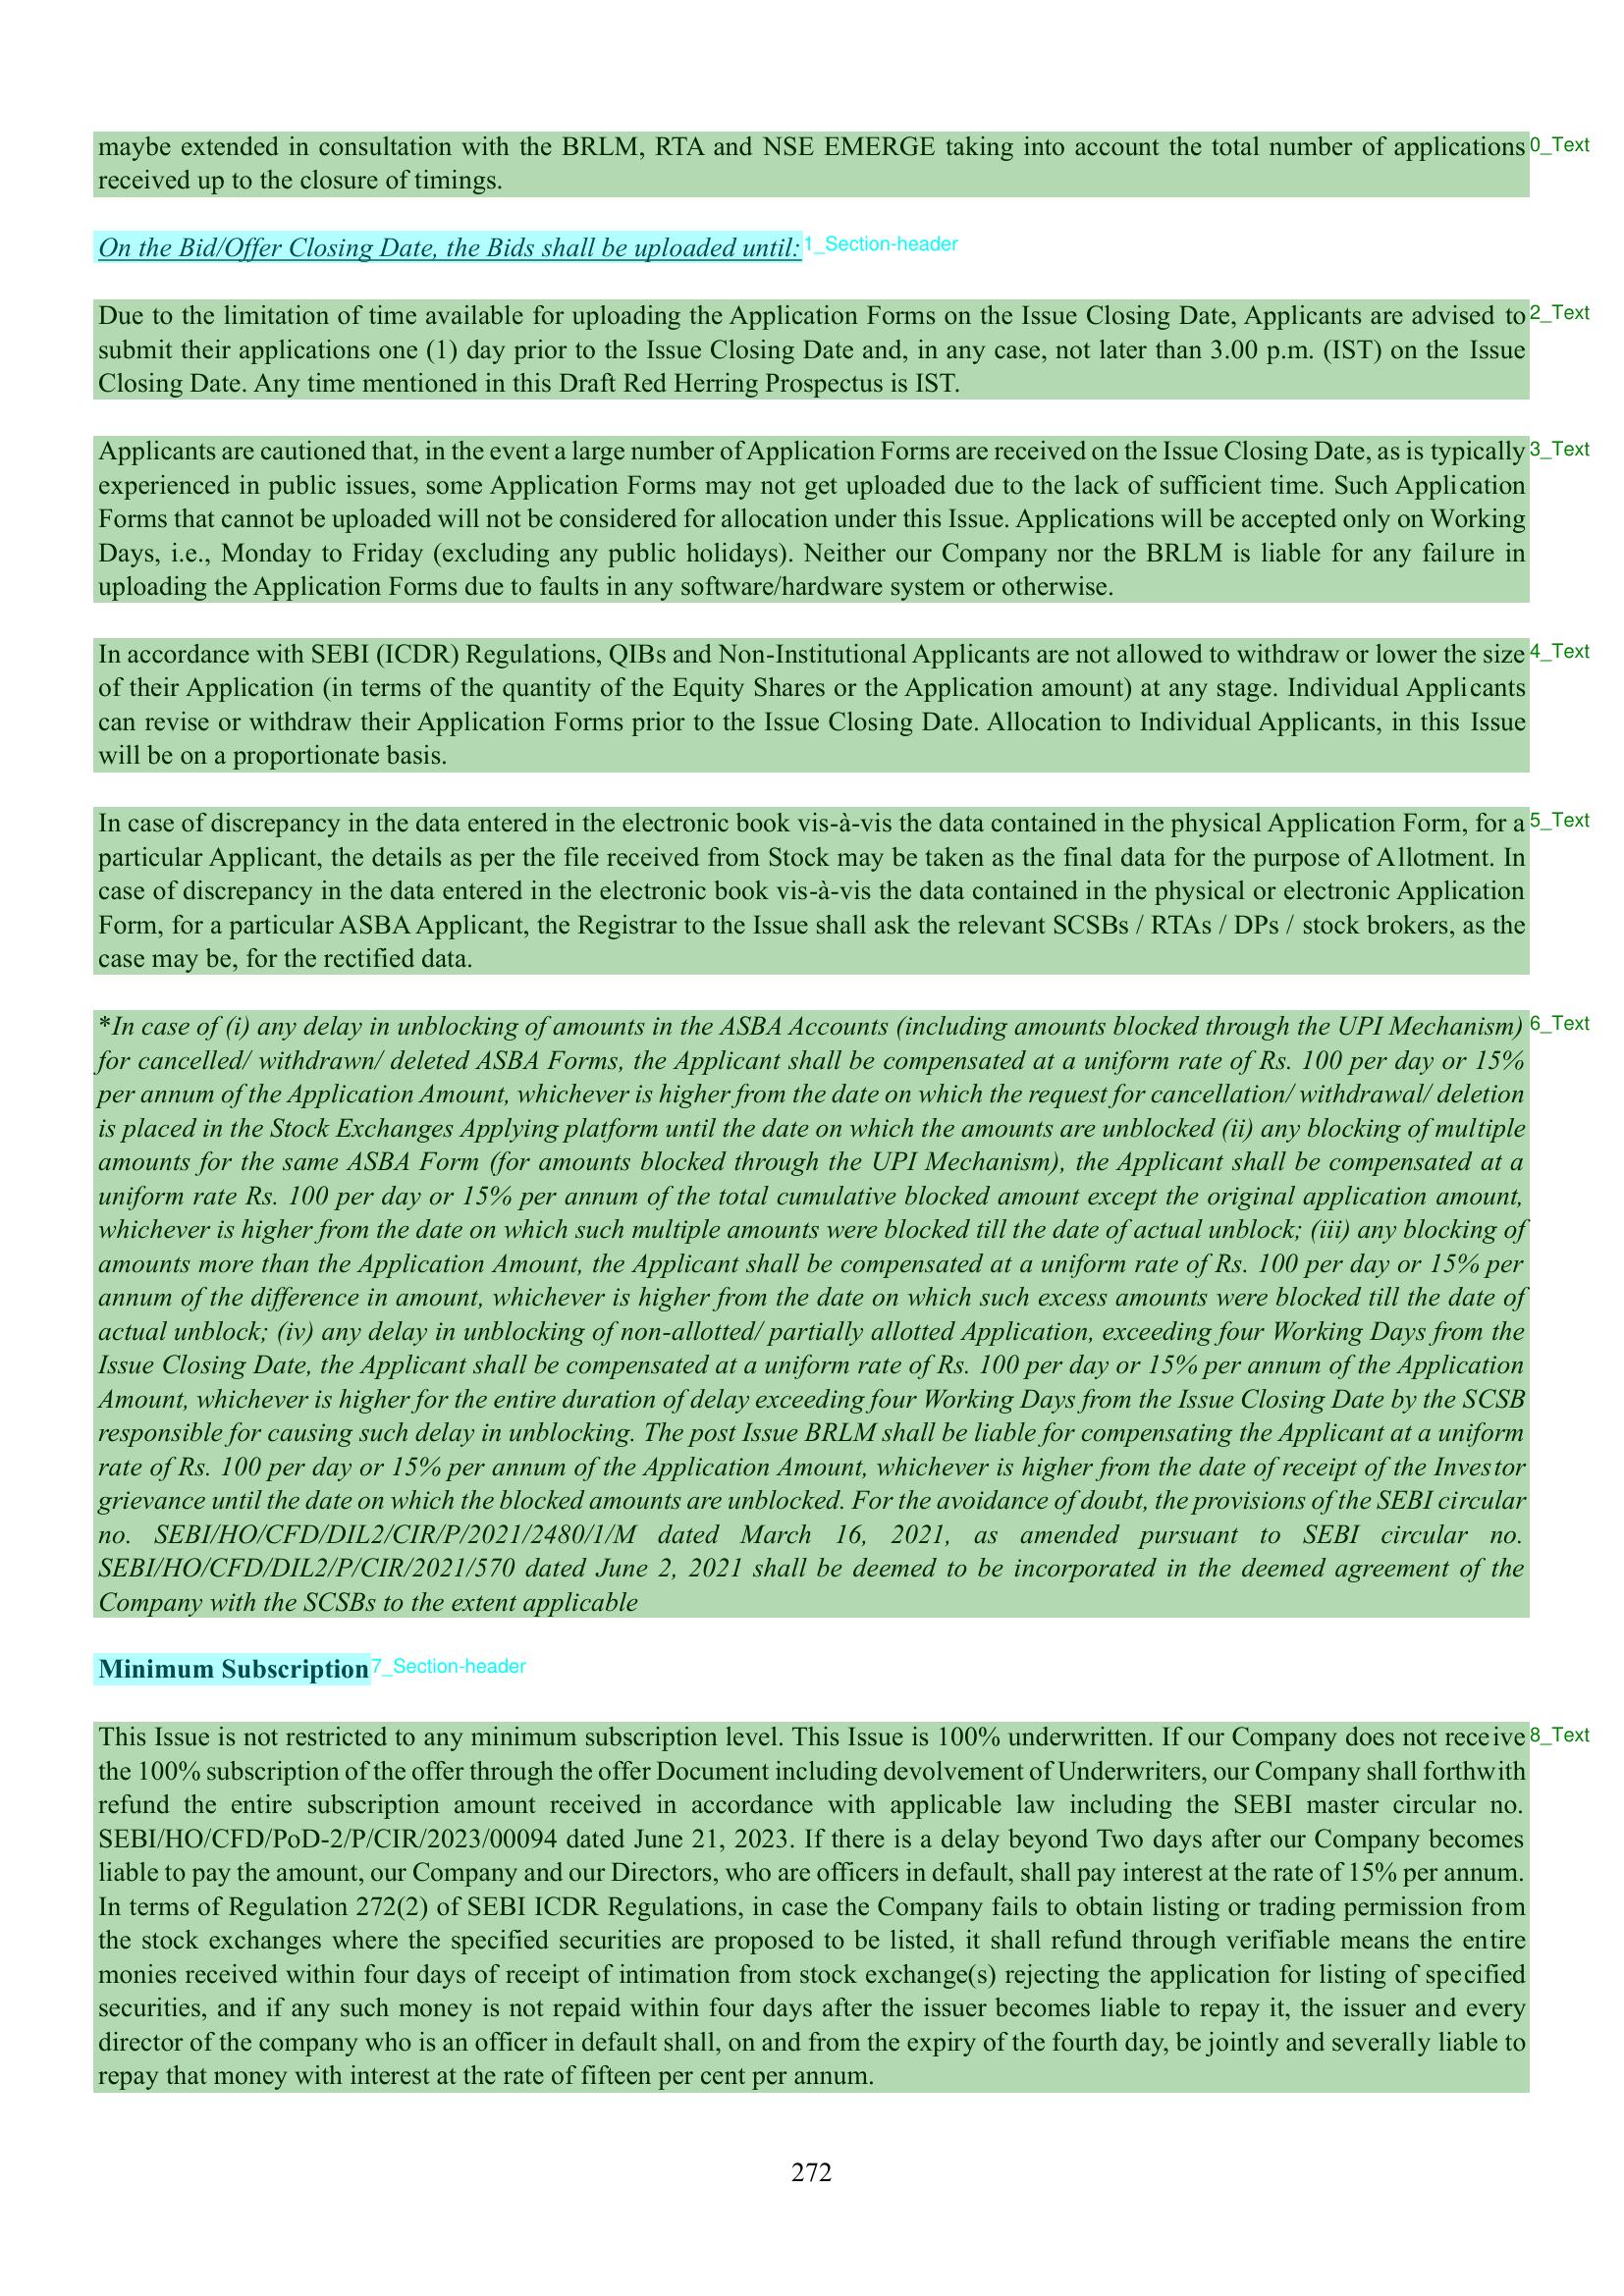 maybe extended in consultation with the BRLM, RTA and NSE EMERGE taking into account the total number of applications
0_Text
received up to the closure of timings.
On the Bid/Offer Closing Date, the Bids shall be uploaded until:
1_Section-header
Due to the limitation of time available for uploading the Application Forms on the Issue Closing Date, Applicants are advised to
2_Text
submit their applications one (1) day prior to the Issue Closing Date and, in any case, not later than 3.00 p.m. (IST) on the Issue
Closing Date. Any time mentioned in this Draft Red Herring Prospectus is IST.
Applicants are cautioned that, in the event a large number of Application Forms are received on the Issue Closing Date, as is typically
3_Text
experienced in public issues, some Application Forms may not get uploaded due to the lack of sufficient time. Such Application
Forms that cannot be uploaded will not be considered for allocation under this Issue. Applications will be accepted only on Working
Days, i.e., Monday to Friday (excluding any public holidays). Neither our Company nor the BRLM is liable for any failure in
uploading the Application Forms due to faults in any software/hardware system or otherwise.
In accordance with SEBI (ICDR) Regulations, QIBs and Non-Institutional Applicants are not allowed to withdraw or lower the size
4_Text
of their Application (in terms of the quantity of the Equity Shares or the Application amount) at any stage. Individual Applicants
can revise or withdraw their Application Forms prior to the Issue Closing Date. Allocation to Individual Applicants, in this Issue
will be on a proportionate basis.
In case of discrepancy in the data entered in the electronic book vis-à-vis the data contained in the physical Application Form, for a
5_Text
particular Applicant, the details as per the file received from Stock may be taken as the final data for the purpose of Allotment. In
case of discrepancy in the data entered in the electronic book vis-à-vis the data contained in the physical or electronic Application
Form, for a particular ASBA Applicant, the Registrar to the Issue shall ask the relevant SCSBs / RTAs / DPs / stock brokers, as the
case may be, for the rectified data.
*In case of (i) any delay in unblocking of amounts in the ASBA Accounts (including amounts blocked through the UPI Mechanism)
6_Text
for cancelled/ withdrawn/ deleted ASBA Forms, the Applicant shall be compensated at a uniform rate of Rs. 100 per day or 15%
per annum of the Application Amount, whichever is higher from the date on which the request for cancellation/ withdrawal/ deletion
is placed in the Stock Exchanges Applying platform until the date on which the amounts are unblocked (ii) any blocking of multiple
amounts for the same ASBA Form (for amounts blocked through the UPI Mechanism), the Applicant shall be compensated at a
uniform rate Rs. 100 per day or 15% per annum of the total cumulative blocked amount except the original application amount,
whichever is higher from the date on which such multiple amounts were blocked till the date of actual unblock; (iii) any blocking of
amounts more than the Application Amount, the Applicant shall be compensated at a uniform rate of Rs. 100 per day or 15% per
annum of the difference in amount, whichever is higher from the date on which such excess amounts were blocked till the date of
actual unblock; (iv) any delay in unblocking of non-allotted/ partially allotted Application, exceeding four Working Days from the
Issue Closing Date, the Applicant shall be compensated at a uniform rate of Rs. 100 per day or 15% per annum of the Application
Amount, whichever is higher for the entire duration of delay exceeding four Working Days from the Issue Closing Date by the SCSB
responsible for causing such delay in unblocking. The post Issue BRLM shall be liable for compensating the Applicant at a uniform
rate of Rs. 100 per day or 15% per annum of the Application Amount, whichever is higher from the date of receipt of the Investor
grievance until the date on which the blocked amounts are unblocked. For the avoidance of doubt, the provisions of the SEBI circular
no. SEBI/HO/CFD/DIL2/CIR/P/2021/2480/1/M dated March 16, 2021, as amended pursuant to SEBI circular no.
SEBI/HO/CFD/DIL2/P/CIR/2021/570 dated June 2, 2021 shall be deemed to be incorporated in the deemed agreement of the
Company with the SCSBs to the extent applicable
Minimum Subscription
7_Section-header
This Issue is not restricted to any minimum subscription level. This Issue is 100% underwritten. If our Company does not receive
8_Text
the 100% subscription of the offer through the offer Document including devolvement of Underwriters, our Company shall forthwith
refund the entire subscription amount received in accordance with applicable law including the SEBI master circular no.
SEBI/HO/CFD/PoD-2/P/CIR/2023/00094 dated June 21, 2023. If there is a delay beyond Two days after our Company becomes
liable to pay the amount, our Company and our Directors, who are officers in default, shall pay interest at the rate of 15% per annum.
In terms of Regulation 272(2) of SEBI ICDR Regulations, in case the Company fails to obtain listing or trading permission from
the stock exchanges where the specified securities are proposed to be listed, it shall refund through verifiable means the entire
monies received within four days of receipt of intimation from stock exchange(s) rejecting the application for listing of specified
securities, and if any such money is not repaid within four days after the issuer becomes liable to repay it, the issuer and every
director of the company who is an officer in default shall, on and from the expiry of the fourth day, be jointly and severally liable to
repay that money with interest at the rate of fifteen per cent per annum.
272